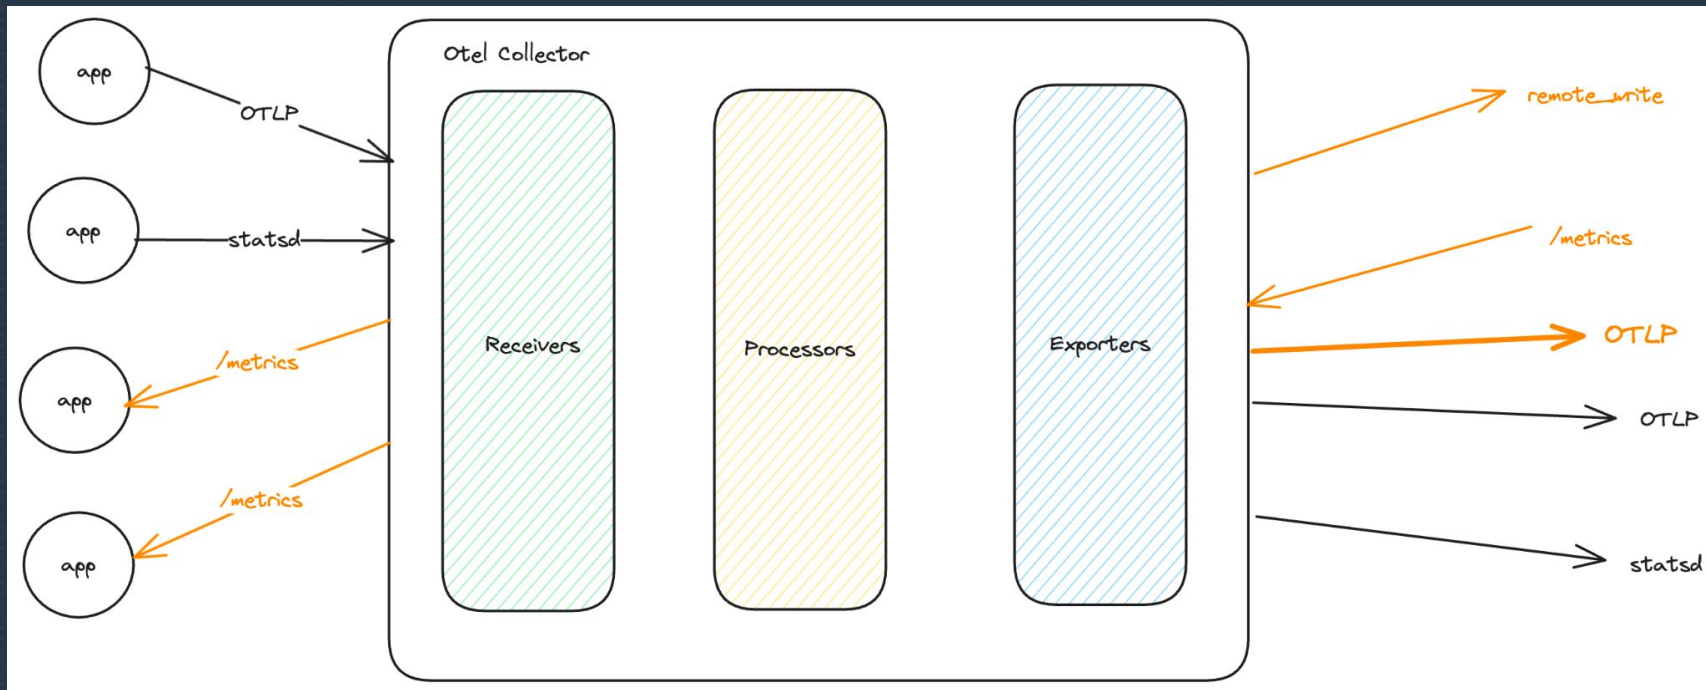 app
OTLP
app
statsd
app
/metrics
app
/metrics
Otel Collector
Receivers
Processors
Exporters
remote_write
/metrics
OTLP
OTLP
statsd